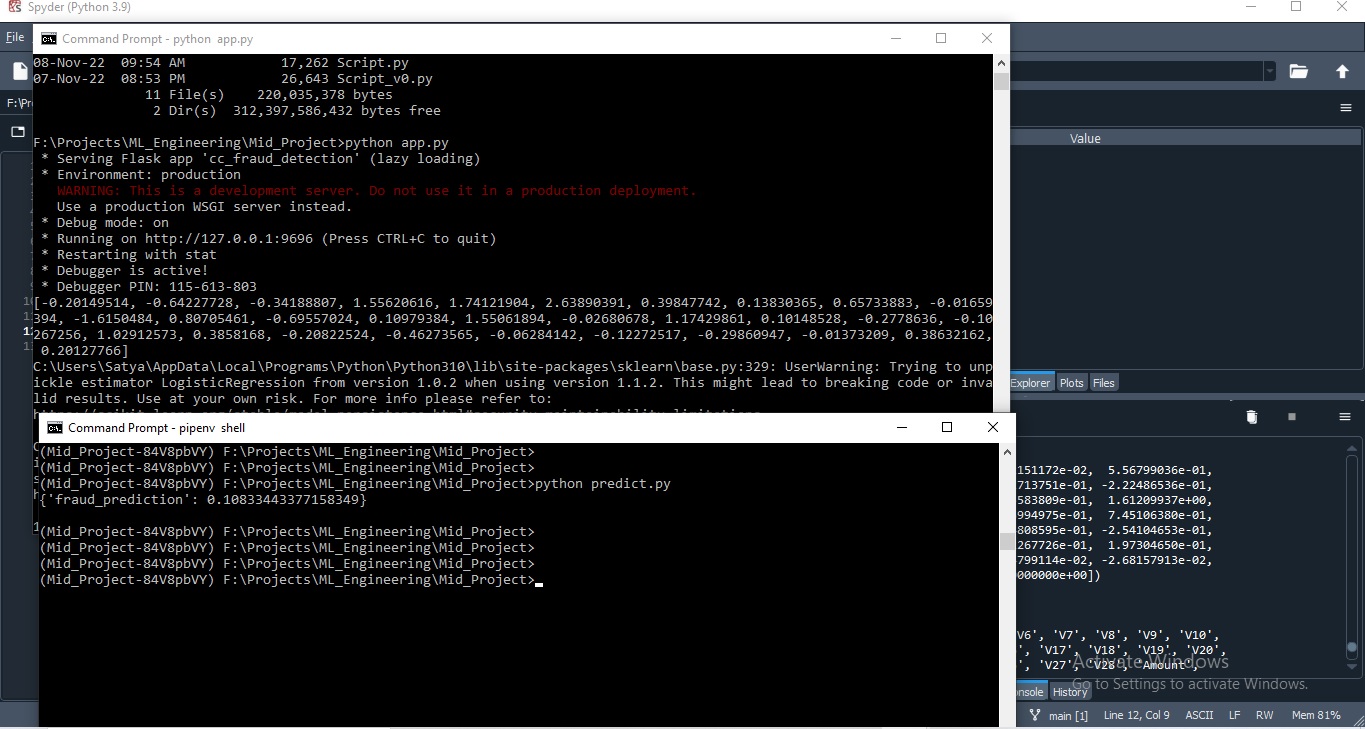 Spyder (Python 3.9)
File
Command Prompt - python  app.py
08-Nov-22  09:54 AM            17,262 Script.py
07-Nov-22  08:53 PM            26,643 Script_v0.py
11 File(s)    220,035,378 bytes
2 Dir(s)  312,397,586,432 bytes free
F:\Projects\ML_Engineering\Mid_Project>python app.py
* Serving Flask app 'cc_fraud_detection' (lazy loading)
* Environment: production
WARNING: This is a development server. Do not use it in a production deployment.
Use a production WSGI server instead.
* Debug mode: on
* Running on http://127.0.0.1:9696 (Press CTRL+C to quit)
* Restarting with stat
* Debugger is active!
* Debugger PIN: 115-613-803
[-0.20149514, -0.64227728, -0.34188807, 1.55620616, 1.74121904, 2.63890391, 0.39847742, 0.13830365, 0.65733883, -0.01659
394, -1.6150484, 0.80705461, -0.69557024, 0.10979384, 1.55061894, -0.02680678, 1.17429861, 0.10148528, -0.2778636, -0.10
267256, 1.02912573, 0.3858168, -0.20822524, -0.46273565, -0.06284142, -0.12272517, -0.29860947, -0.01373209, 0.38632162,
0.20127766]
C:\Users\Satya\AppData\Local\Programs\Python\Python310\lib\site-packages\sklearn\base.py:329: UserWarning: Trying to unp
ickle estimator LogisticRegression from version 1.0.2 when using version 1.1.2. This might lead to breaking code or inva
lid results. Use at your own risk. For more info please refer to:
Command Prompt - pipenv  shell
(Mid_Project-84V8pbVY) F:\Projects\ML_Engineering\Mid_Project>
(Mid_Project-84V8pbVY) F:\Projects\ML_Engineering\Mid_Project>
(Mid_Project-84V8pbVY) F:\Projects\ML_Engineering\Mid_Project>python predict.py
{'fraud_prediction': 0.10833443377158349}
(Mid_Project-84V8pbVY) F:\Projects\ML_Engineering\Mid_Project>
(Mid_Project-84V8pbVY) F:\Projects\ML_Engineering\Mid_Project>
(Mid_Project-84V8pbVY) F:\Projects\ML_Engineering\Mid_Project>
(Mid_Project-84V8pbVY) F:\Projects\ML_Engineering\Mid_Project>
F:\Pr
Value
Explorer Plots Files
151172e-02,  5.56799036e-01,
713751e-01, -2.22486536e-01,
583809e-01,  1.61209937e+00,
994975e-01,  7.45106380e-01,
808595e-01, -2.54104653e-01,
267726e-01,  1.97304650e-01,
799114e-02, -2.68157913e-02,
000000e+00])
V6', 'V7', 'V8', 'V9', 'V10',
', 'V17', 'V18', 'V19', 'V20',
', 'V27', 'V28', 'Amount',
Activate Windows
Go to Settings to activate Windows.
onsole History
main [1] Line 12, Col 9 ASCII LF RW Mem 81%